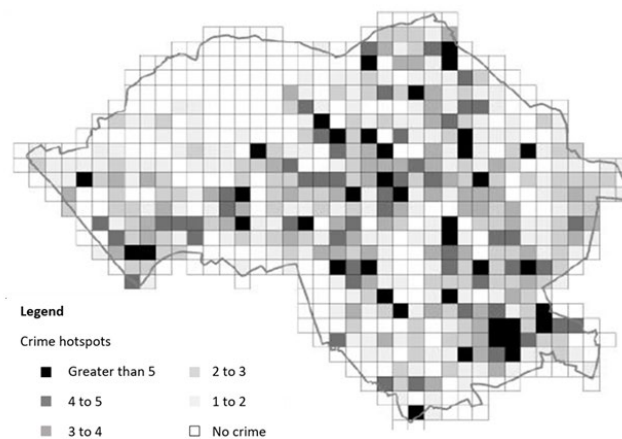 Legend
Crime hotspots
Greater than 5
2 to 3
4 to 5
1 to 2
3 to 4
No crime